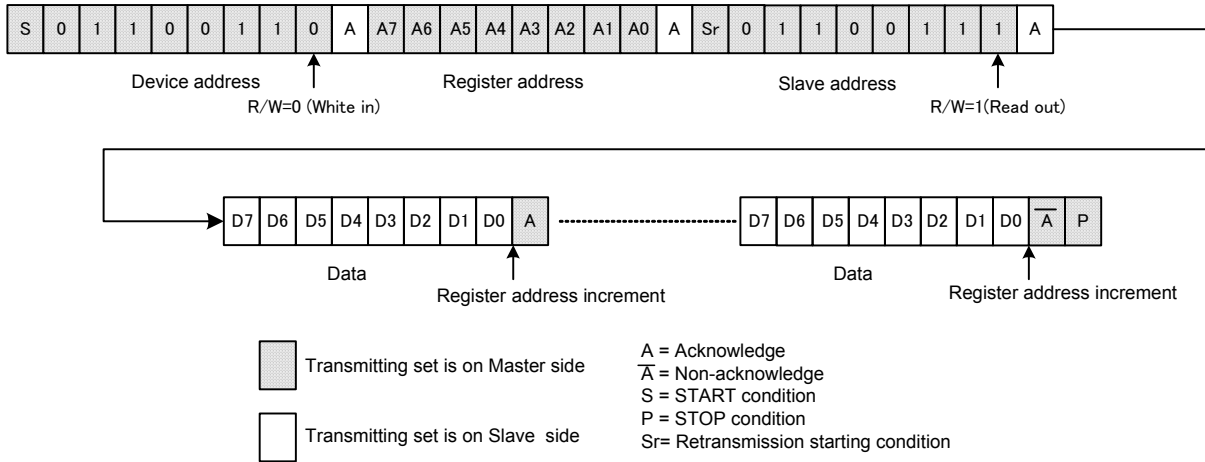 S 0 1 1 0 0 1 1 0 A A7 A6 A5 A4 A3 A2 A1 A0 A Sr 0 1 1 0 0 1 1 1 A
Device address Register address Slave address
R/W=0 (White in) R/W=1(Read out)
D7 D6 D5 D4 D3 D2 D1 D0 A D7 D6 D5 D4 D3 D2 D1 D0 A̅ P
Data Data
Register address increment Register address increment
Transmitting set is on Master side
Transmitting set is on Slave side
A = Acknowledge
A̅ = Non-acknowledge
S = START condition
P = STOP condition
Sr= Retransmission starting condition